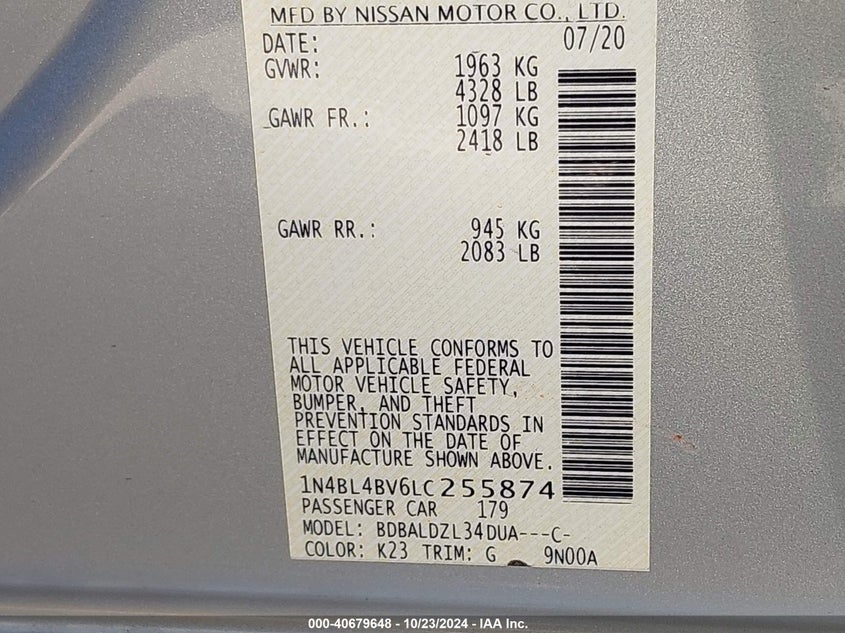 MFD BY NISSAN MOTOR CO., LTD.
DATE: 07/20
GVWR: 1963 KG
4328 LB
GAWR FR.: 1097 KG
2418 LB
GAWR RR.: 945 KG
2083 LB
THIS VEHICLE CONFORMS TO
ALL APPLICABLE FEDERAL
MOTOR VEHICLE SAFETY,
BUMPER, AND THEFT
PREVENTION STANDARDS IN
EFFECT ON THE DATE OF
MANUFACTURE SHOWN ABOVE.
1N4BL4BV6LC255874
PASSENGER CAR 179
MODEL: BDBALDZL34DUA---C-
COLOR: K23 TRIM: G 9N00A
000-40679648 - 10/23/2024 - IAA Inc.